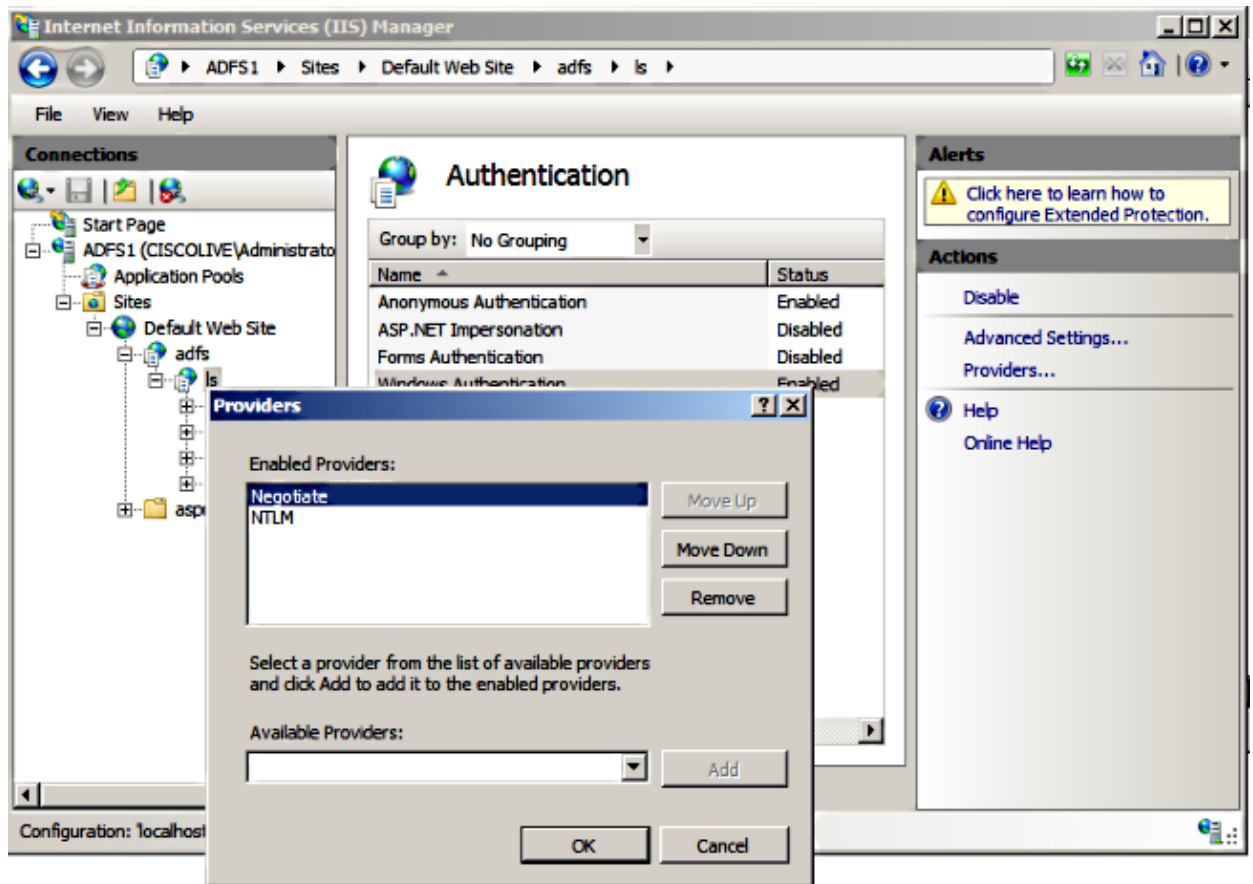 Internet Information Services (IIS) Manager
ADFS1 Sites Default Web Site adfs ls
File View Help
Connections
Start Page
ADFS1 (CISCOLIVE\Administrato
Application Pools
Sites
Default Web Site
adfs
ls
asp
Authentication
Group by: No Grouping
Name Status
Anonymous Authentication Enabled
ASP.NET Impersonation Disabled
Forms Authentication Disabled
Windows Authentication Enabled
Providers
Enabled Providers:
Negotiate
NTLM
Move Up
Move Down
Remove
Select a provider from the list of available providers
and click Add to add it to the enabled providers.
Available Providers:
Add
OK Cancel
Alerts
Click here to learn how to
configure Extended Protection.
Actions
Disable
Advanced Settings...
Providers...
Help
Online Help
Configuration: 'localhost